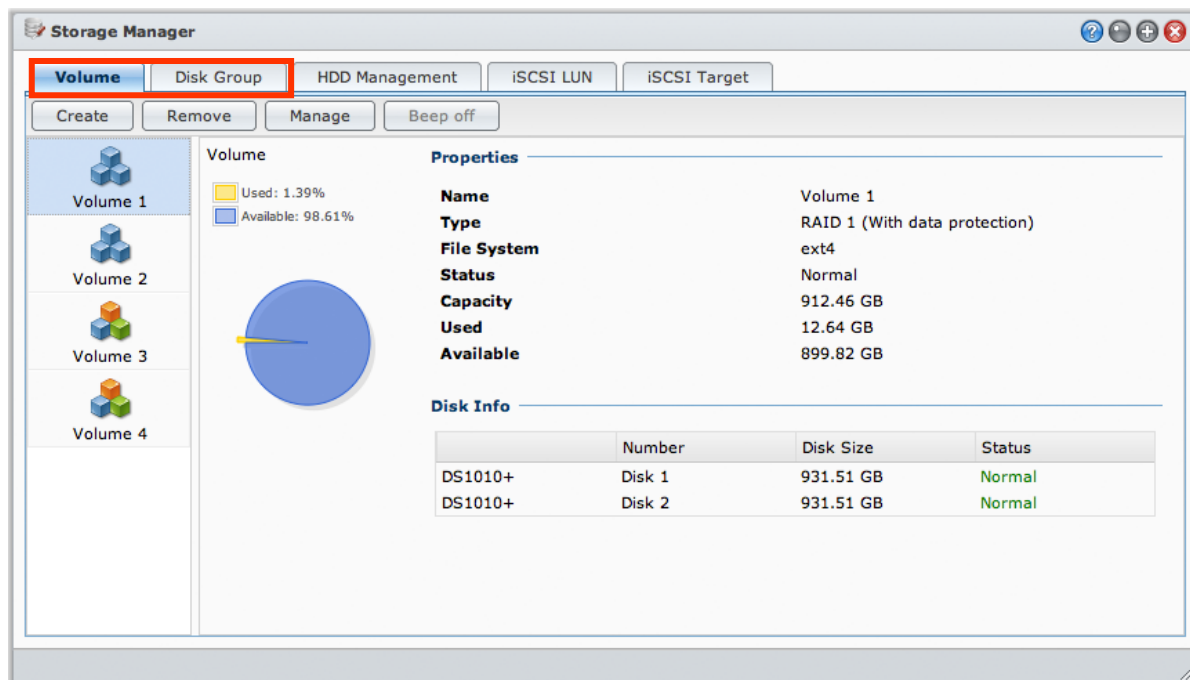 Storage Manager
Volume Disk Group HDD Management iSCSI LUN iSCSI Target
Create Remove Manage Beep off
Volume 1
Volume 2
Volume 3
Volume 4
Volume
Used: 1.39%
Available: 98.61%
Properties
Name Volume 1
Type RAID 1 (With data protection)
File System ext4
Status Normal
Capacity 912.46 GB
Used 12.64 GB
Available 899.82 GB
Disk Info
Number Disk Size Status
DS1010+ Disk 1 931.51 GB Normal
DS1010+ Disk 2 931.51 GB Normal